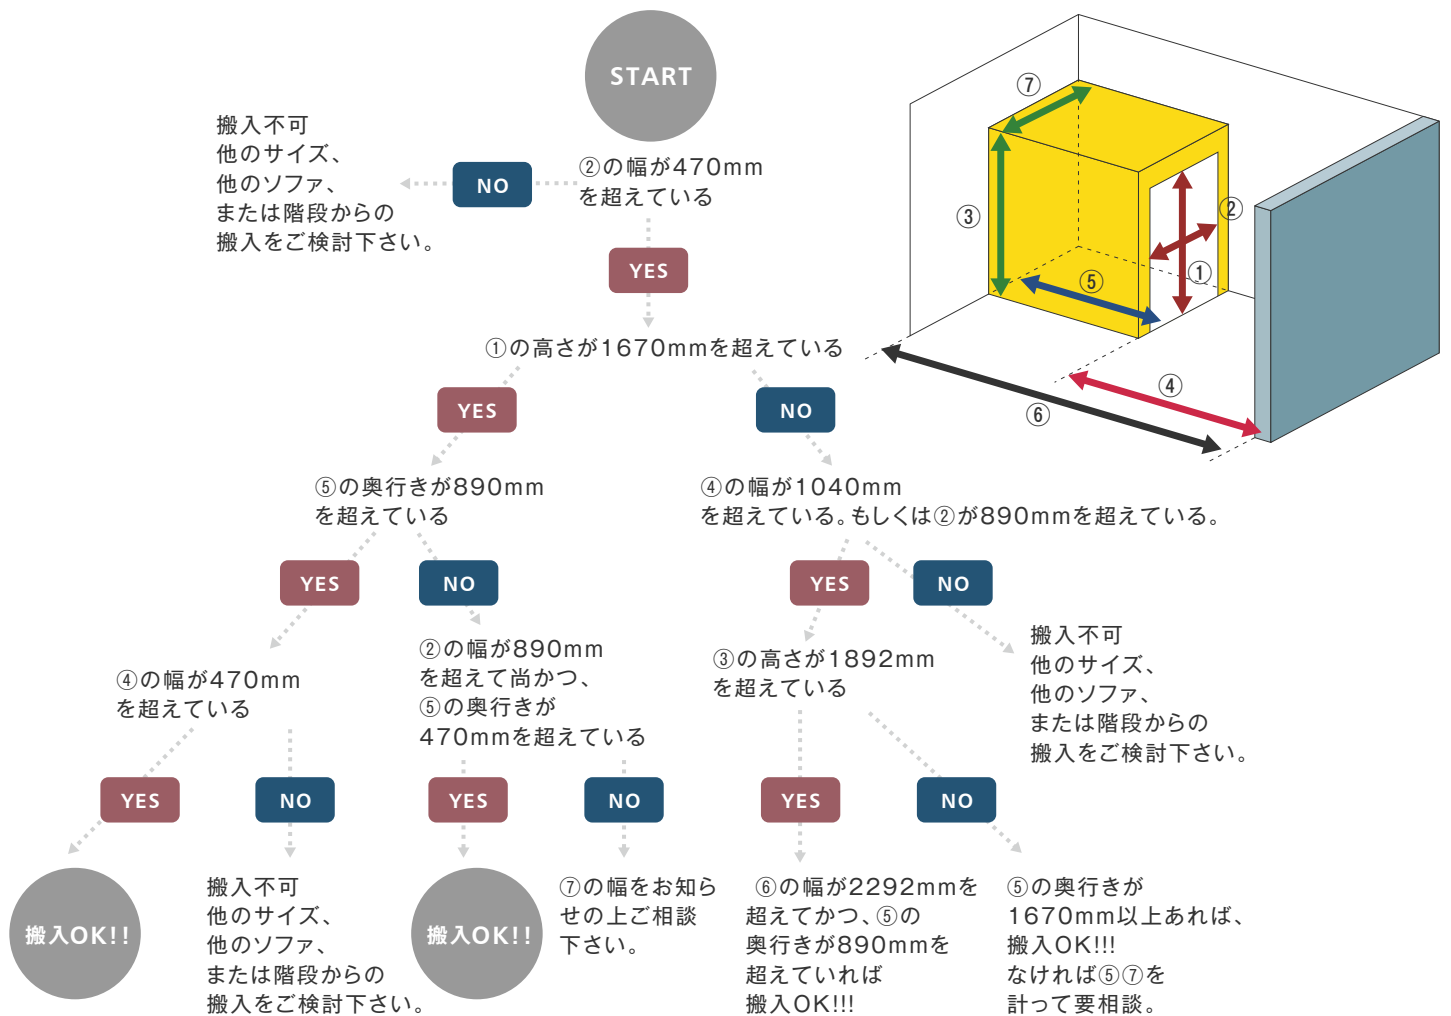 START
②の幅が470mm
を超えている
NO
搬入不可
他のサイズ、
他のソファ、
または階段からの
搬入をご検討下さい。
YES
①の高さが1670mmを超えている
YES
NO
⑤の奥行きが890mm
を超えている
④の幅が1040mm
を超えている。もしくは②が890mmを超えている。
YES
NO
YES
NO
④の幅が470mm
を超えている
②の幅が890mm
を超えて尚かつ、
⑤の奥行きが
470mmを超えている
③の高さが1892mm
を超えている
搬入不可
他のサイズ、
他のソファ、
または階段からの
搬入をご検討下さい。
YES
NO
YES
NO
YES
NO
搬入OK!!
搬入不可
他のサイズ、
他のソファ、
または階段からの
搬入をご検討下さい。
搬入OK!!
⑦の幅をお知ら
せの上ご相談
下さい。
⑥の幅が2292mmを
超えてかつ、⑤の
奥行きが890mmを
超えていれば
搬入OK!!!
⑤の奥行きが
1670mm以上あれば、
搬入OK!!!
なければ⑤⑦を
計って要相談。
⑦
③
②
①
⑤
④
⑥